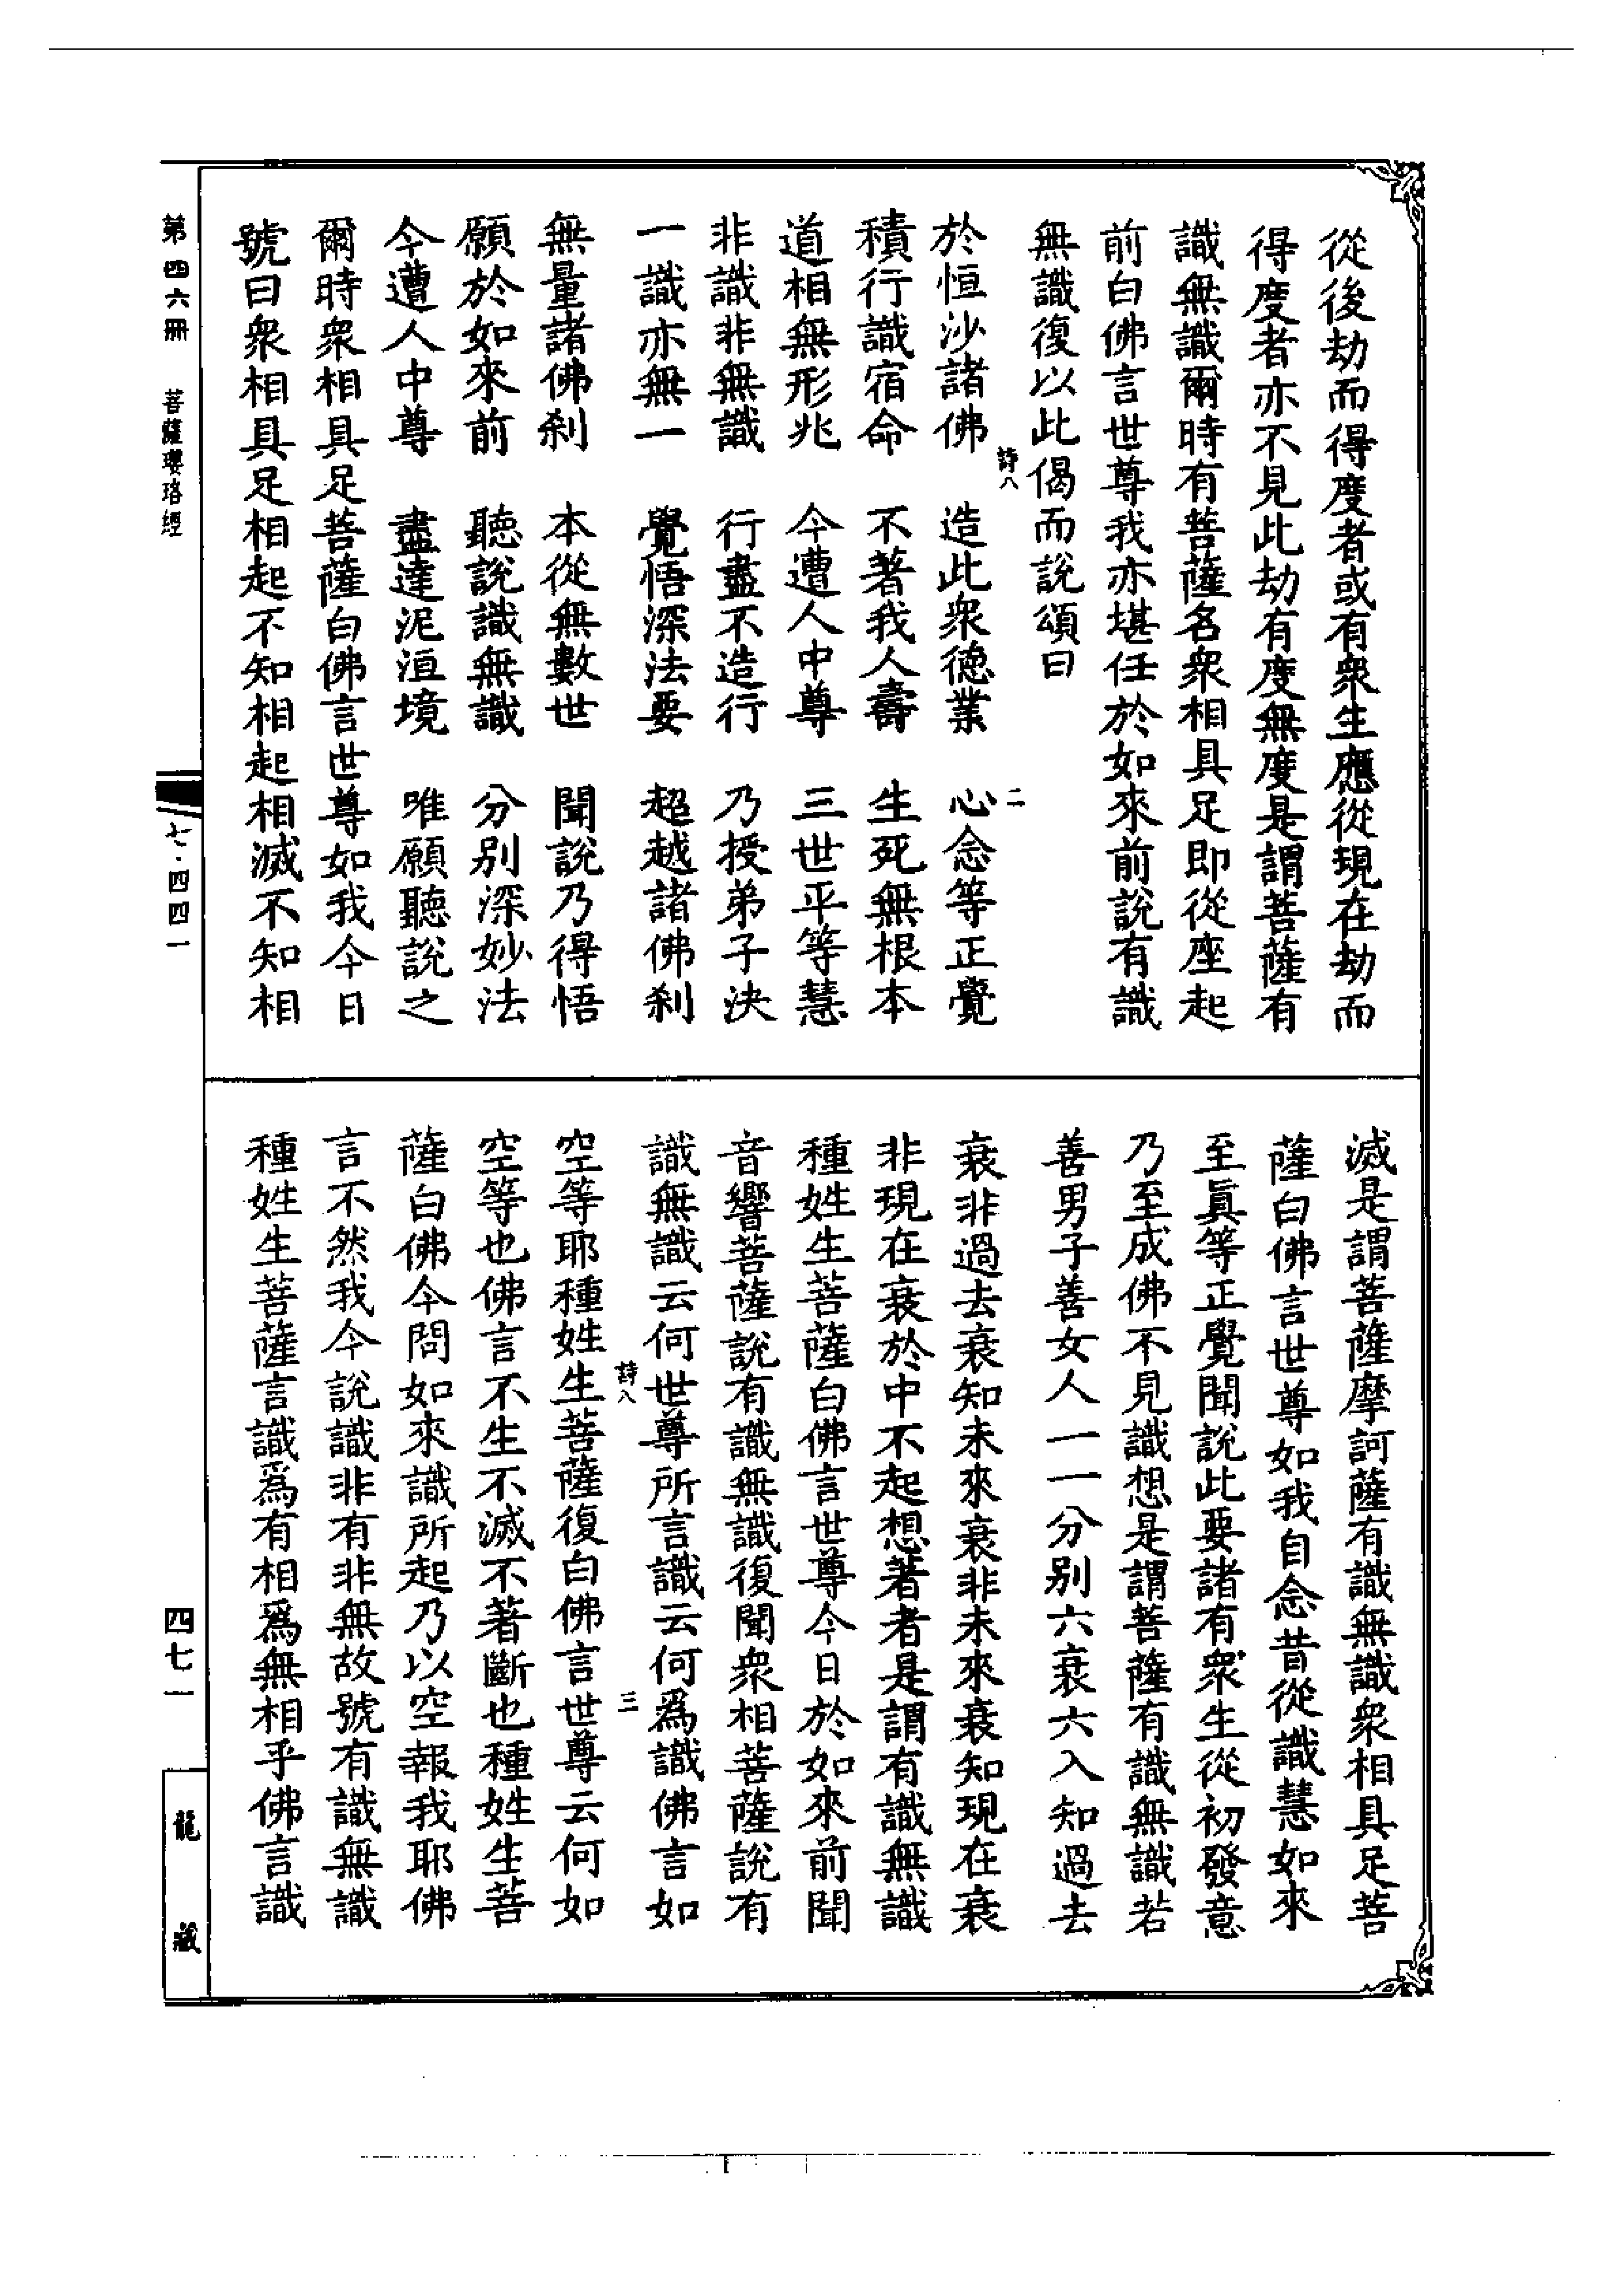 從後劫而得度者或有衆生應從現在劫而
得度者亦不見此劫有度無度是謂菩薩有
識無識爾時有菩薩名衆相具足即從座起
前白佛言世尊我亦堪任於如來前說有識
無識復以此偈而說頌曰
詩八
二
於恒沙諸佛　造此衆德業　心念等正覺
積行識宿命　不著我人壽　生死無根本
道相無形兆　今遭人中尊　三世平等慧
非識非無識　行盡不造行　乃授弟子決
一識亦無一　覺悟深法要　超越諸佛剎
無量諸佛剎　本從無數世　聞說乃得悟
願於如來前　聽說識無識　分別深妙法
今遭人中尊　盡達泥洹境　唯願聽說之
爾時衆相具足菩薩白佛言世尊如我今日
號曰衆相具足相起不知相起相滅不知相
滅是謂菩薩摩訶薩有識無識衆相具足菩
薩白佛言世尊如我自念昔從識慧如來
至眞等正覺聞說此要諸有衆生從初發意
乃至成佛不見識想是謂菩薩有識無識若
善男子善女人一一分別六衰六入知過去
衰非過去衰知未來衰非未來衰知現在衰
非現在衰於中不起想著者是謂有識無識
種姓生菩薩白佛言世尊今日於如來前聞
音響菩薩說有識無識復聞衆相菩薩說有
識無識云何世尊所言識云何爲識佛言如
詩八
三
空等耶種姓生菩薩復白佛言世尊云何如
空等也佛言不生不滅不著斷也種姓生菩
薩白佛今問如來識所起乃以空報我耶佛
言不然我今說識非有非無故號有識無識
種姓生菩薩言識爲有相爲無相乎佛言識
第四六冊　菩薩瓔珞經
七·四四一
四七一
龍藏